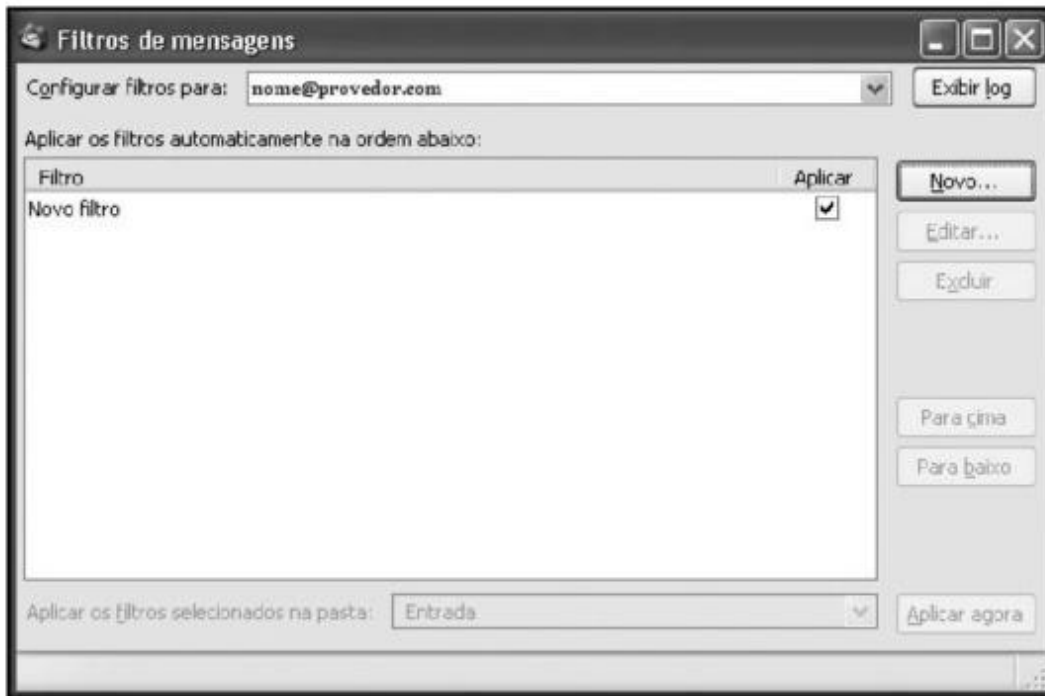 Filtros de mensagens
Configurar filtros para: nome@provedor.com Exibir log
Aplicar os filtros automaticamente na ordem abaixo:
Filtro Aplicar
Novo...
Novo filtro
Editar...
Excluir
Para cima
Para baixo
Aplicar os filtros selecionados na pasta: Entrada Aplicar agora